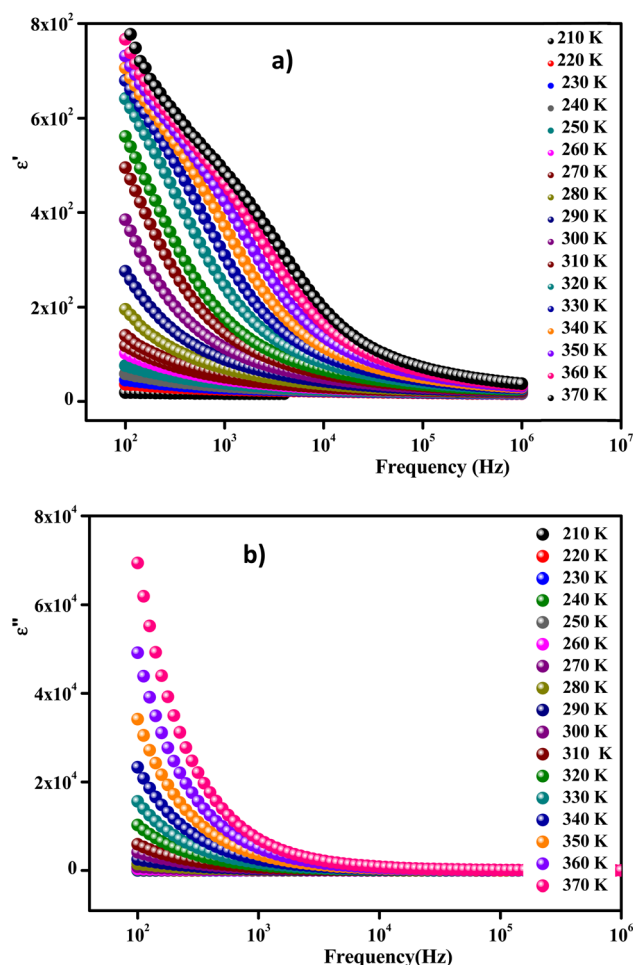 a)
8x10²
6x10²
4x10²
2x10²
0
ε'
210 K
220 K
230 K
240 K
250 K
260 K
270 K
280 K
290 K
300 K
310 K
320 K
330 K
340 K
350 K
360 K
370 K
10² 10³ 10⁴ 10⁵ 10⁶ 10⁷
Frequency (Hz)
b)
8x10⁴
6x10⁴
4x10⁴
2x10⁴
0
ε"
210 K
220 K
230 K
240 K
250 K
260 K
270 K
280 K
290 K
300 K
310 K
320 K
330 K
340 K
350 K
360 K
370 K
10² 10³ 10⁴ 10⁵ 10⁶
Frequency(Hz)